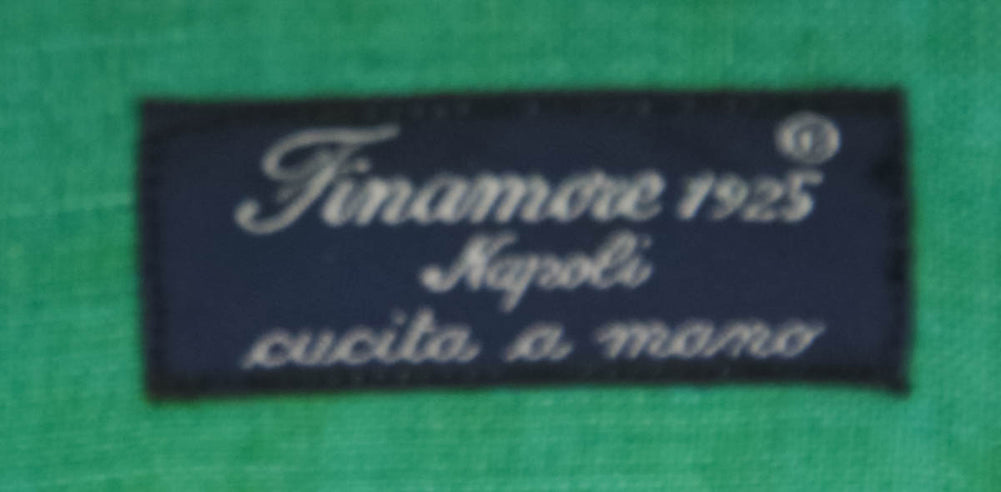 Finamore 1925
Napoli
cucita a mano